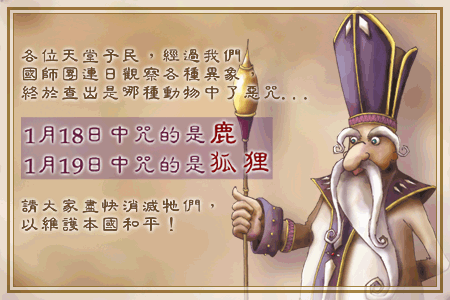 各位天堂子民，經過我們
國師團連日觀察各種異象
終於查出是哪種動物中了惡咒...
1月18日中咒的是鹿
1月19日中咒的是狐狸
請大家盡快消滅牠們，
以維護本國和平！